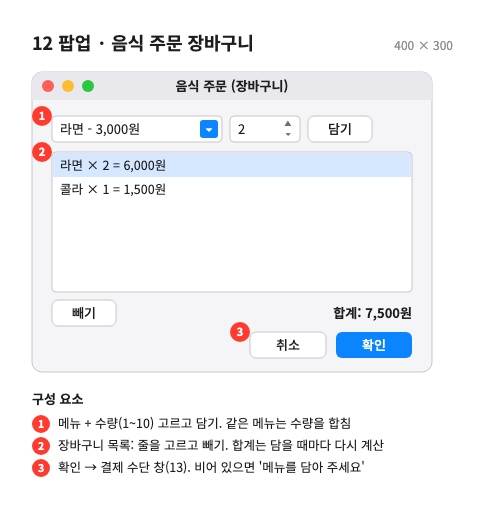 12 팝업 · 음식 주문 장바구니
400 × 300
음식 주문 (장바구니)
1
라면 - 3,000원
2
담기
2
라면 × 2 = 6,000원
콜라 × 1 = 1,500원
빼기
합계: 7,500원
3
취소
확인
구성 요소
1 메뉴 + 수량(1~10) 고르고 담기. 같은 메뉴는 수량을 합침
2 장바구니 목록: 줄을 고르고 빼기. 합계는 담을 때마다 다시 계산
3 확인 → 결제 수단 창(13). 비어 있으면 '메뉴를 담아 주세요'